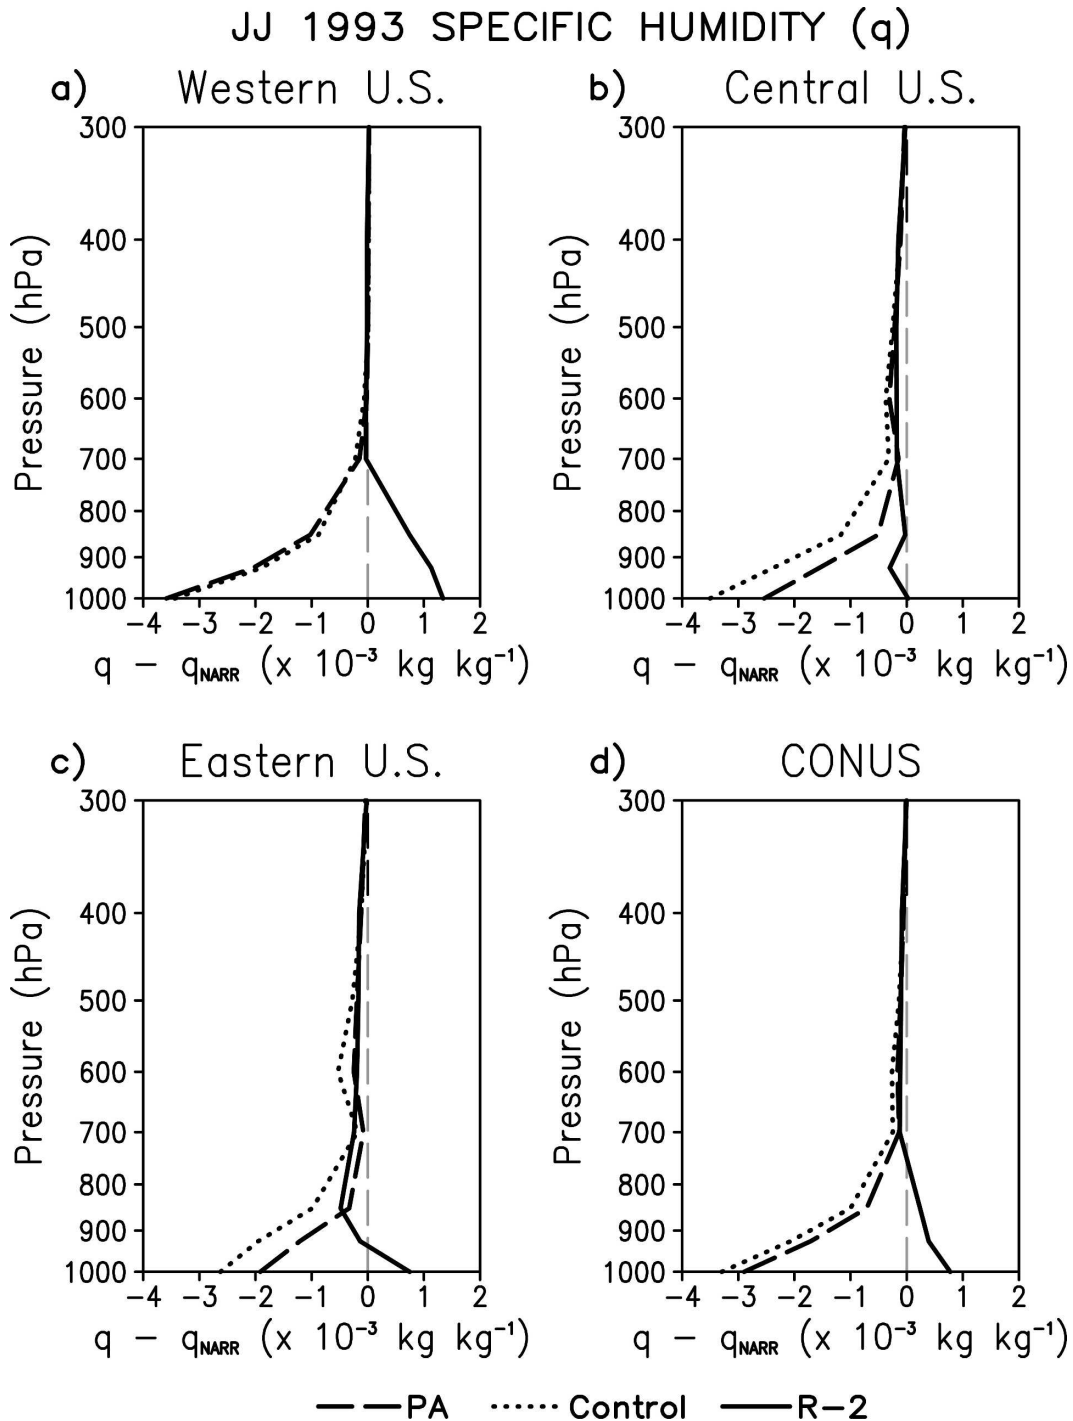 JJ 1993 SPECIFIC HUMIDITY (q)
a) Western U.S.
300
400
500
600
700
800
900
1000
Pressure (hPa)
-4 -3 -2 -1 0 1 2
q - qNARR (x 10⁻³ kg kg⁻¹)
b) Central U.S.
300
400
500
600
700
800
900
1000
Pressure (hPa)
-4 -3 -2 -1 0 1 2
q - qNARR (x 10⁻³ kg kg⁻¹)
c) Eastern U.S.
300
400
500
600
700
800
900
1000
Pressure (hPa)
-4 -3 -2 -1 0 1 2
q - qNARR (x 10⁻³ kg kg⁻¹)
d) CONUS
300
400
500
600
700
800
900
1000
Pressure (hPa)
-4 -3 -2 -1 0 1 2
q - qNARR (x 10⁻³ kg kg⁻¹)
PA Control R-2